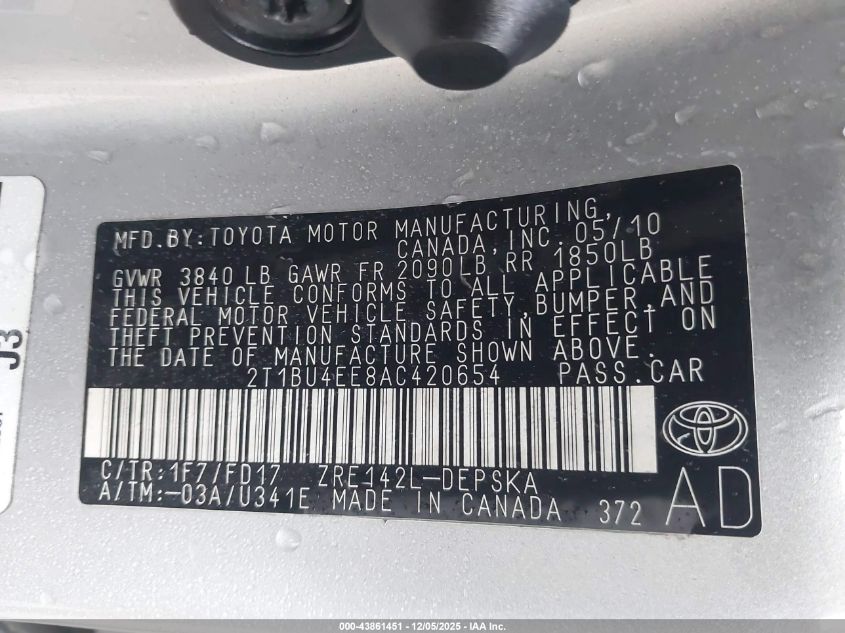 MFD.BY:TOYOTA MOTOR MANUFACTURING,
CANADA,INC. 05/10
GVWR 3840 LB GAWR FR 2090LB RR 1850LB
THIS VEHICLE CONFORMS TO ALL APPLICABLE
FEDERAL MOTOR VEHICLE SAFETY,BUMPER,AND
THEFT PREVENTION STANDARDS IN EFFECT ON
THE DATE OF MANUFACTURE SHOWN ABOVE.
2T1BU4EE8AC420654 PASS.CAR
C/TR:1F7/FD17 ZRE142L-DEPSKA
A/TM:-03A/U341E MADE IN CANADA 372 AD
J3
000-43861451 - 12/05/2025 - IAA Inc.